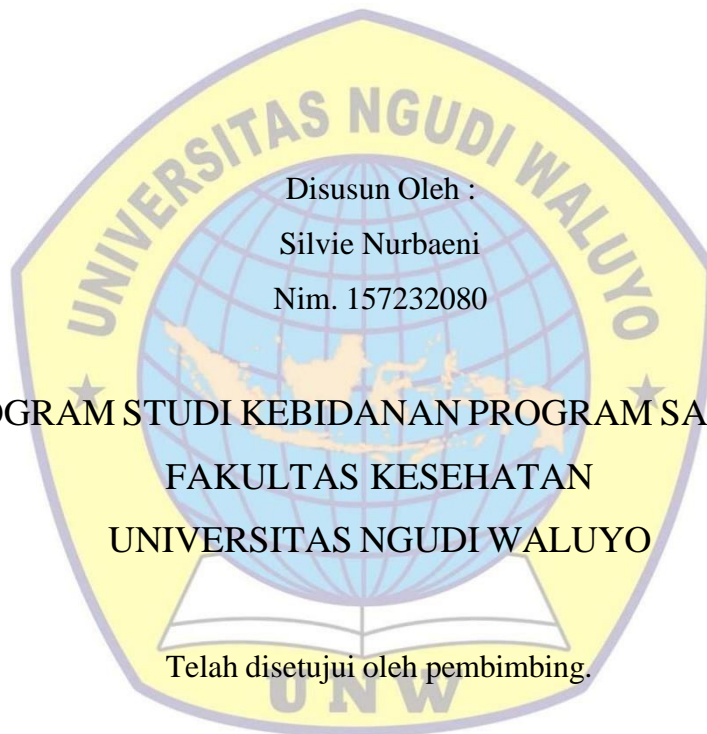 UNIVERSITAS NGUDI WALUYO
Disusun Oleh :
Silvie Nurbaeni
Nim. 157232080
OGRAM STUDI KEBIDANAN PROGRAM SA
FAKULTAS KESEHATAN
UNIVERSITAS NGUDI WALUYO
Telah disetujui oleh pembimbing.
UNW